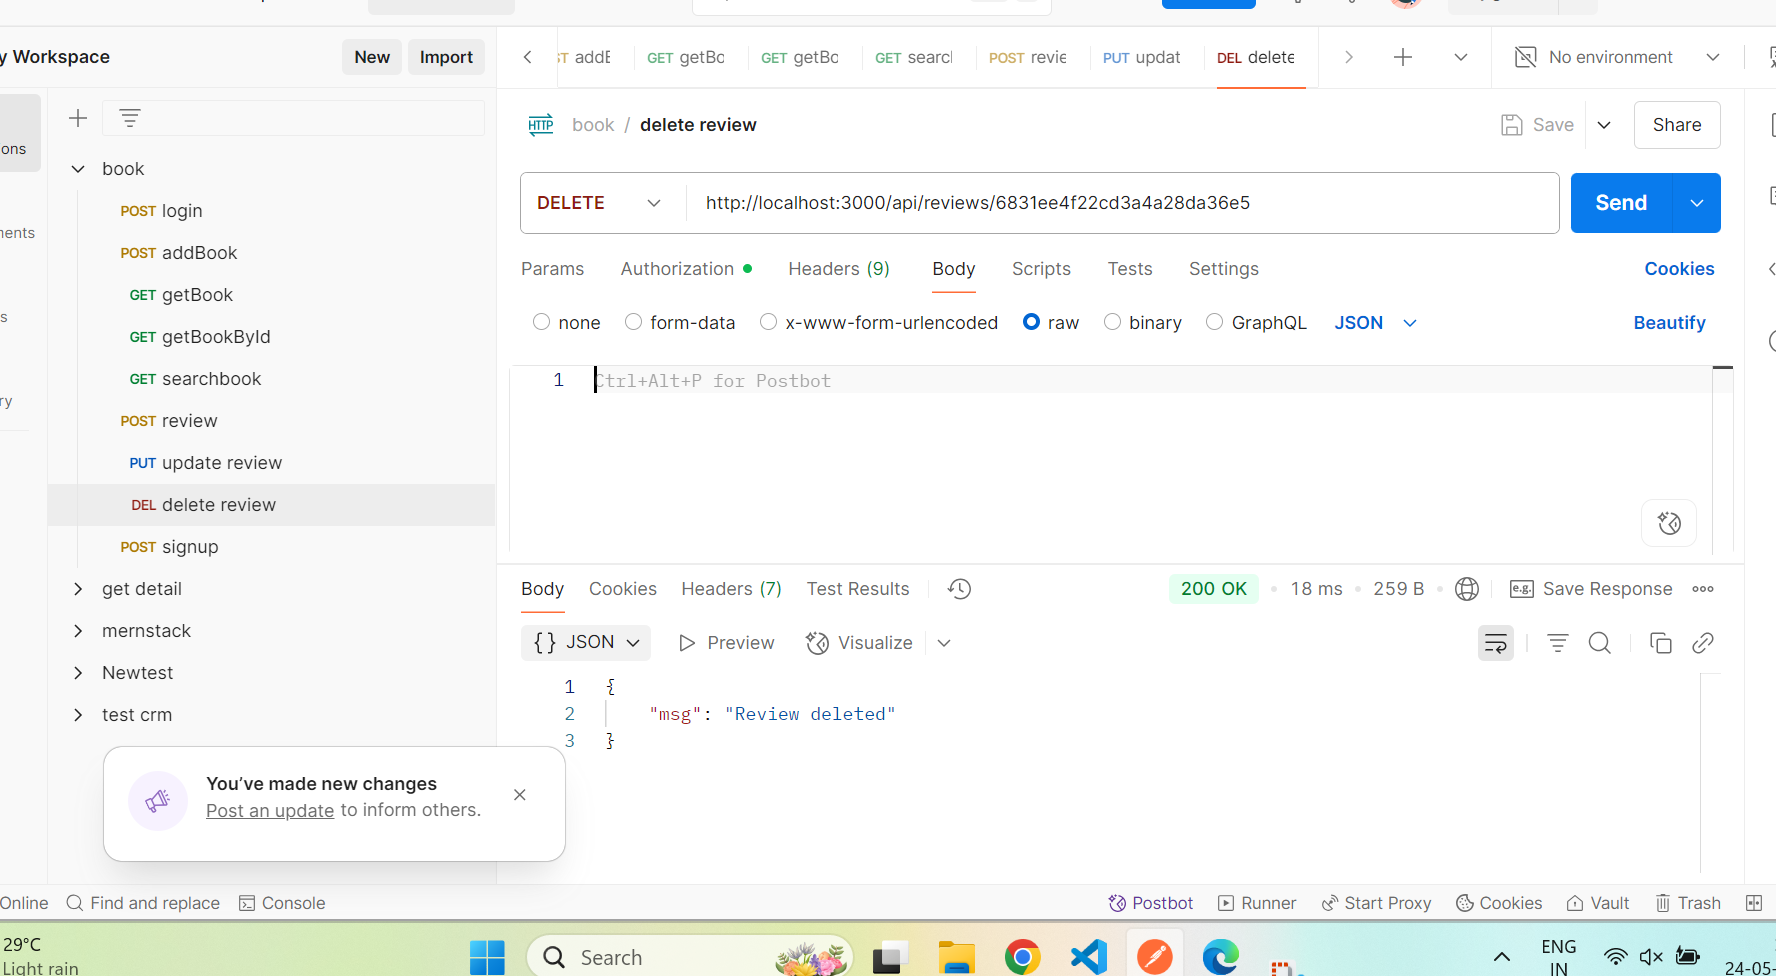 y Workspace
New
Import
ST addB
GET getBo
GET getBo
GET searcl
POST revie
PUT updat
DEL delete
No environment
ons
book
POST login
POST addBook
GET getBook
GET getBookById
GET searchbook
POST review
PUT update review
DEL delete review
POST signup
get detail
mernstack
Newtest
test crm
nents
s
ry
HTTP book / delete review
Save
Share
DELETE http://localhost:3000/api/reviews/6831ee4f22cd3a4a28da36e5
Send
Params Authorization Headers (9) Body Scripts Tests Settings
Cookies
none form-data x-www-form-urlencoded raw binary GraphQL JSON
Beautify
1 Ctrl+Alt+P for Postbot
Body Cookies Headers (7) Test Results
200 OK • 18 ms • 259 B
e.g. Save Response
{} JSON Preview Visualize
1 {
2 "msg": "Review deleted"
3 }
You’ve made new changes
Post an update to inform others.
Online Find and replace Console
Postbot Runner Start Proxy Cookies Vault Trash
29°C
Light rain
Search
ENG
IN
24-05-